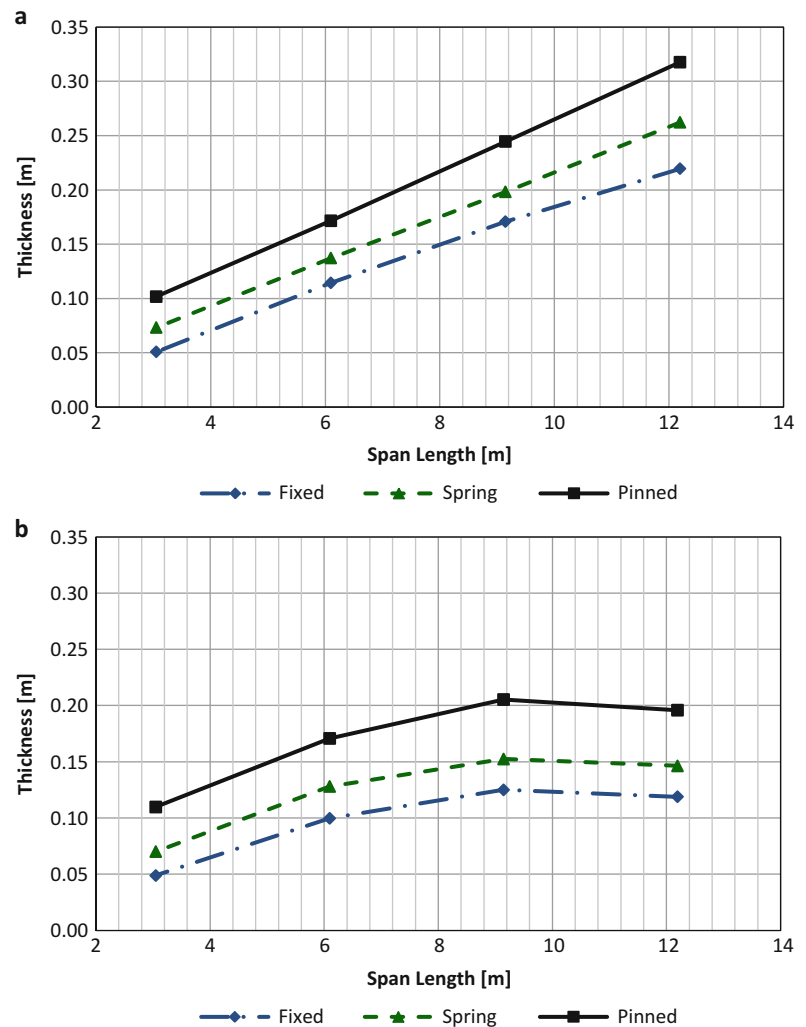 a
0.35
0.30
0.25
0.20
0.15
0.10
0.05
0.00
Thickness [m]
2 4 6 8 10 12 14
Span Length [m]
Fixed Spring Pinned
b
0.35
0.30
0.25
0.20
0.15
0.10
0.05
0.00
Thickness [m]
2 4 6 8 10 12 14
Span Length [m]
Fixed Spring Pinned